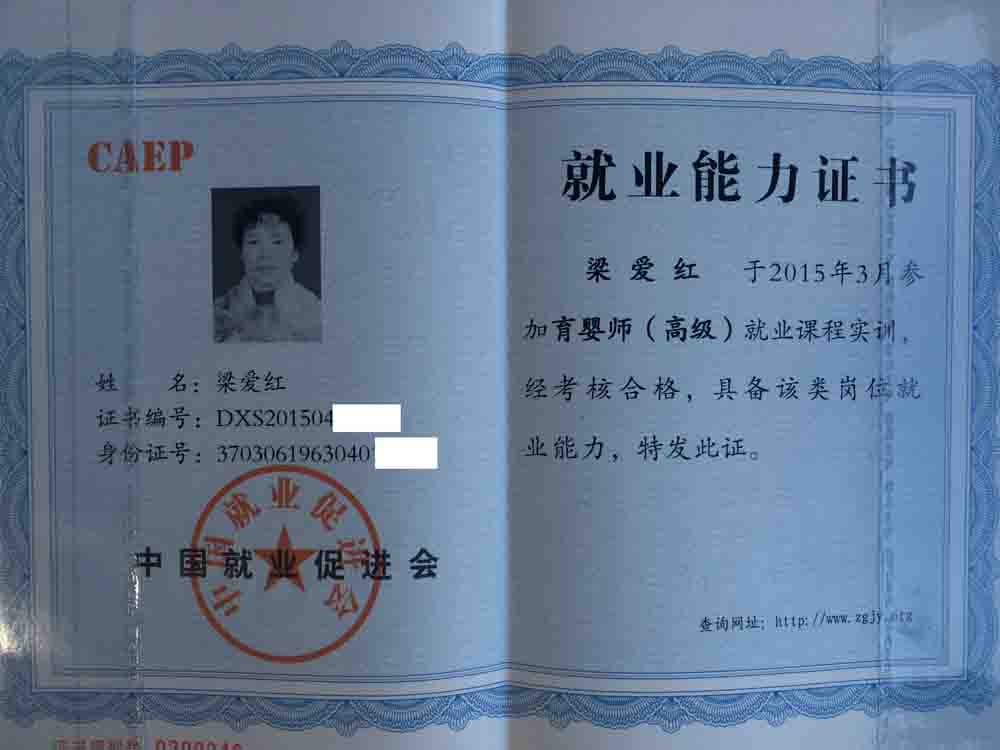 CAEP
姓 名：梁爱红
证书编号：DXS201504
身份证号：3703061963040
中国就业促进会
中国就业促进会
就业能力证书
梁爱红 于2015年3月参
加育婴师（高级）就业课程实训，
经考核合格，具备该类岗位就
业能力，特发此证。
查询网址：http://www.zgjy.org